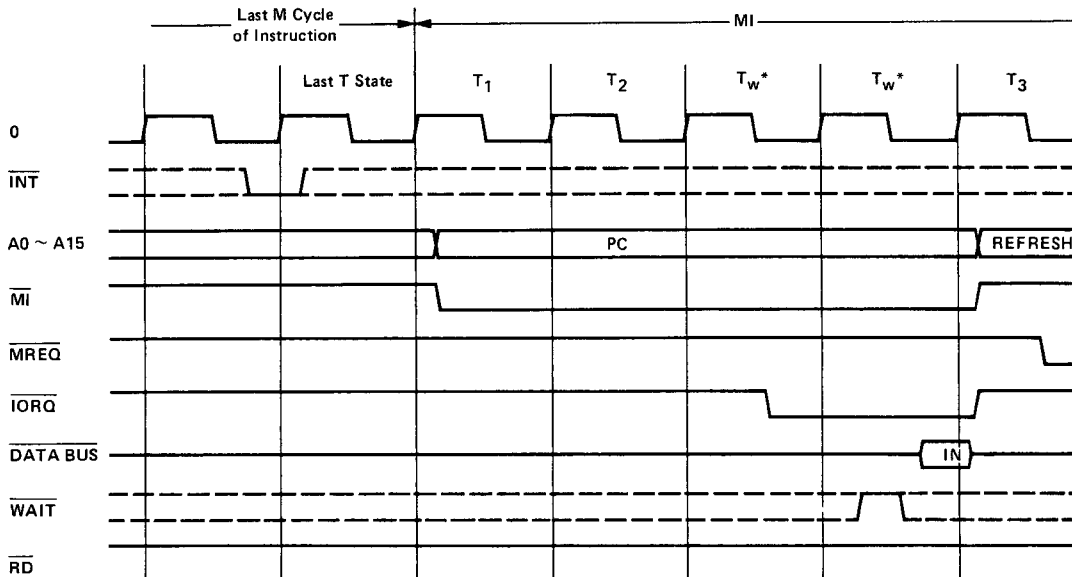 Last M Cycle
of Instruction
MI
Last T State
T1
T2
Tw*
Tw*
T3
0
INT
A0 ~ A15
PC
REFRESH
MI
MREQ
IORQ
DATA BUS
IN
WAIT
RD